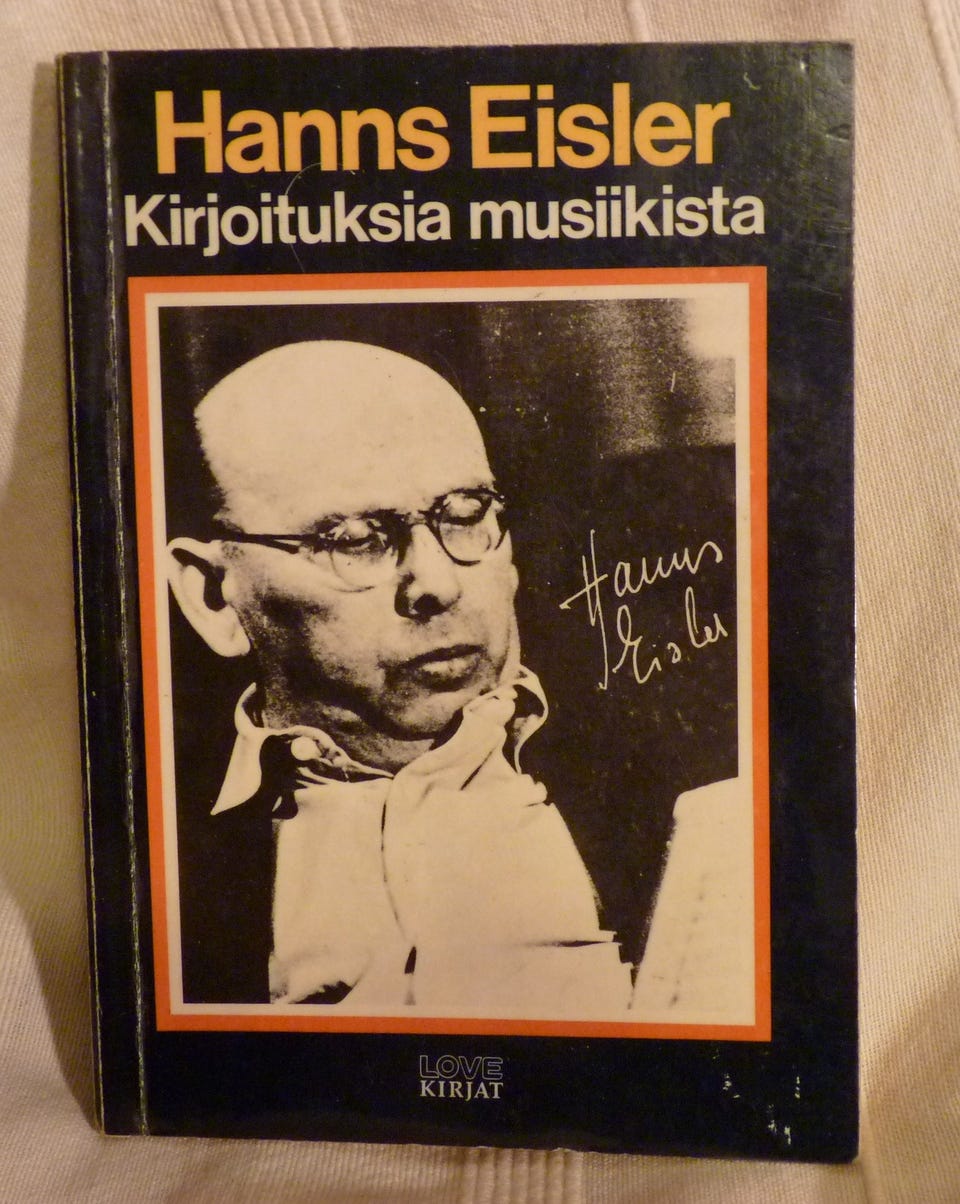 Hanns Eisler
Kirjoituksia musiikista
Hanns
Eisler
LOVE
KIRJAT